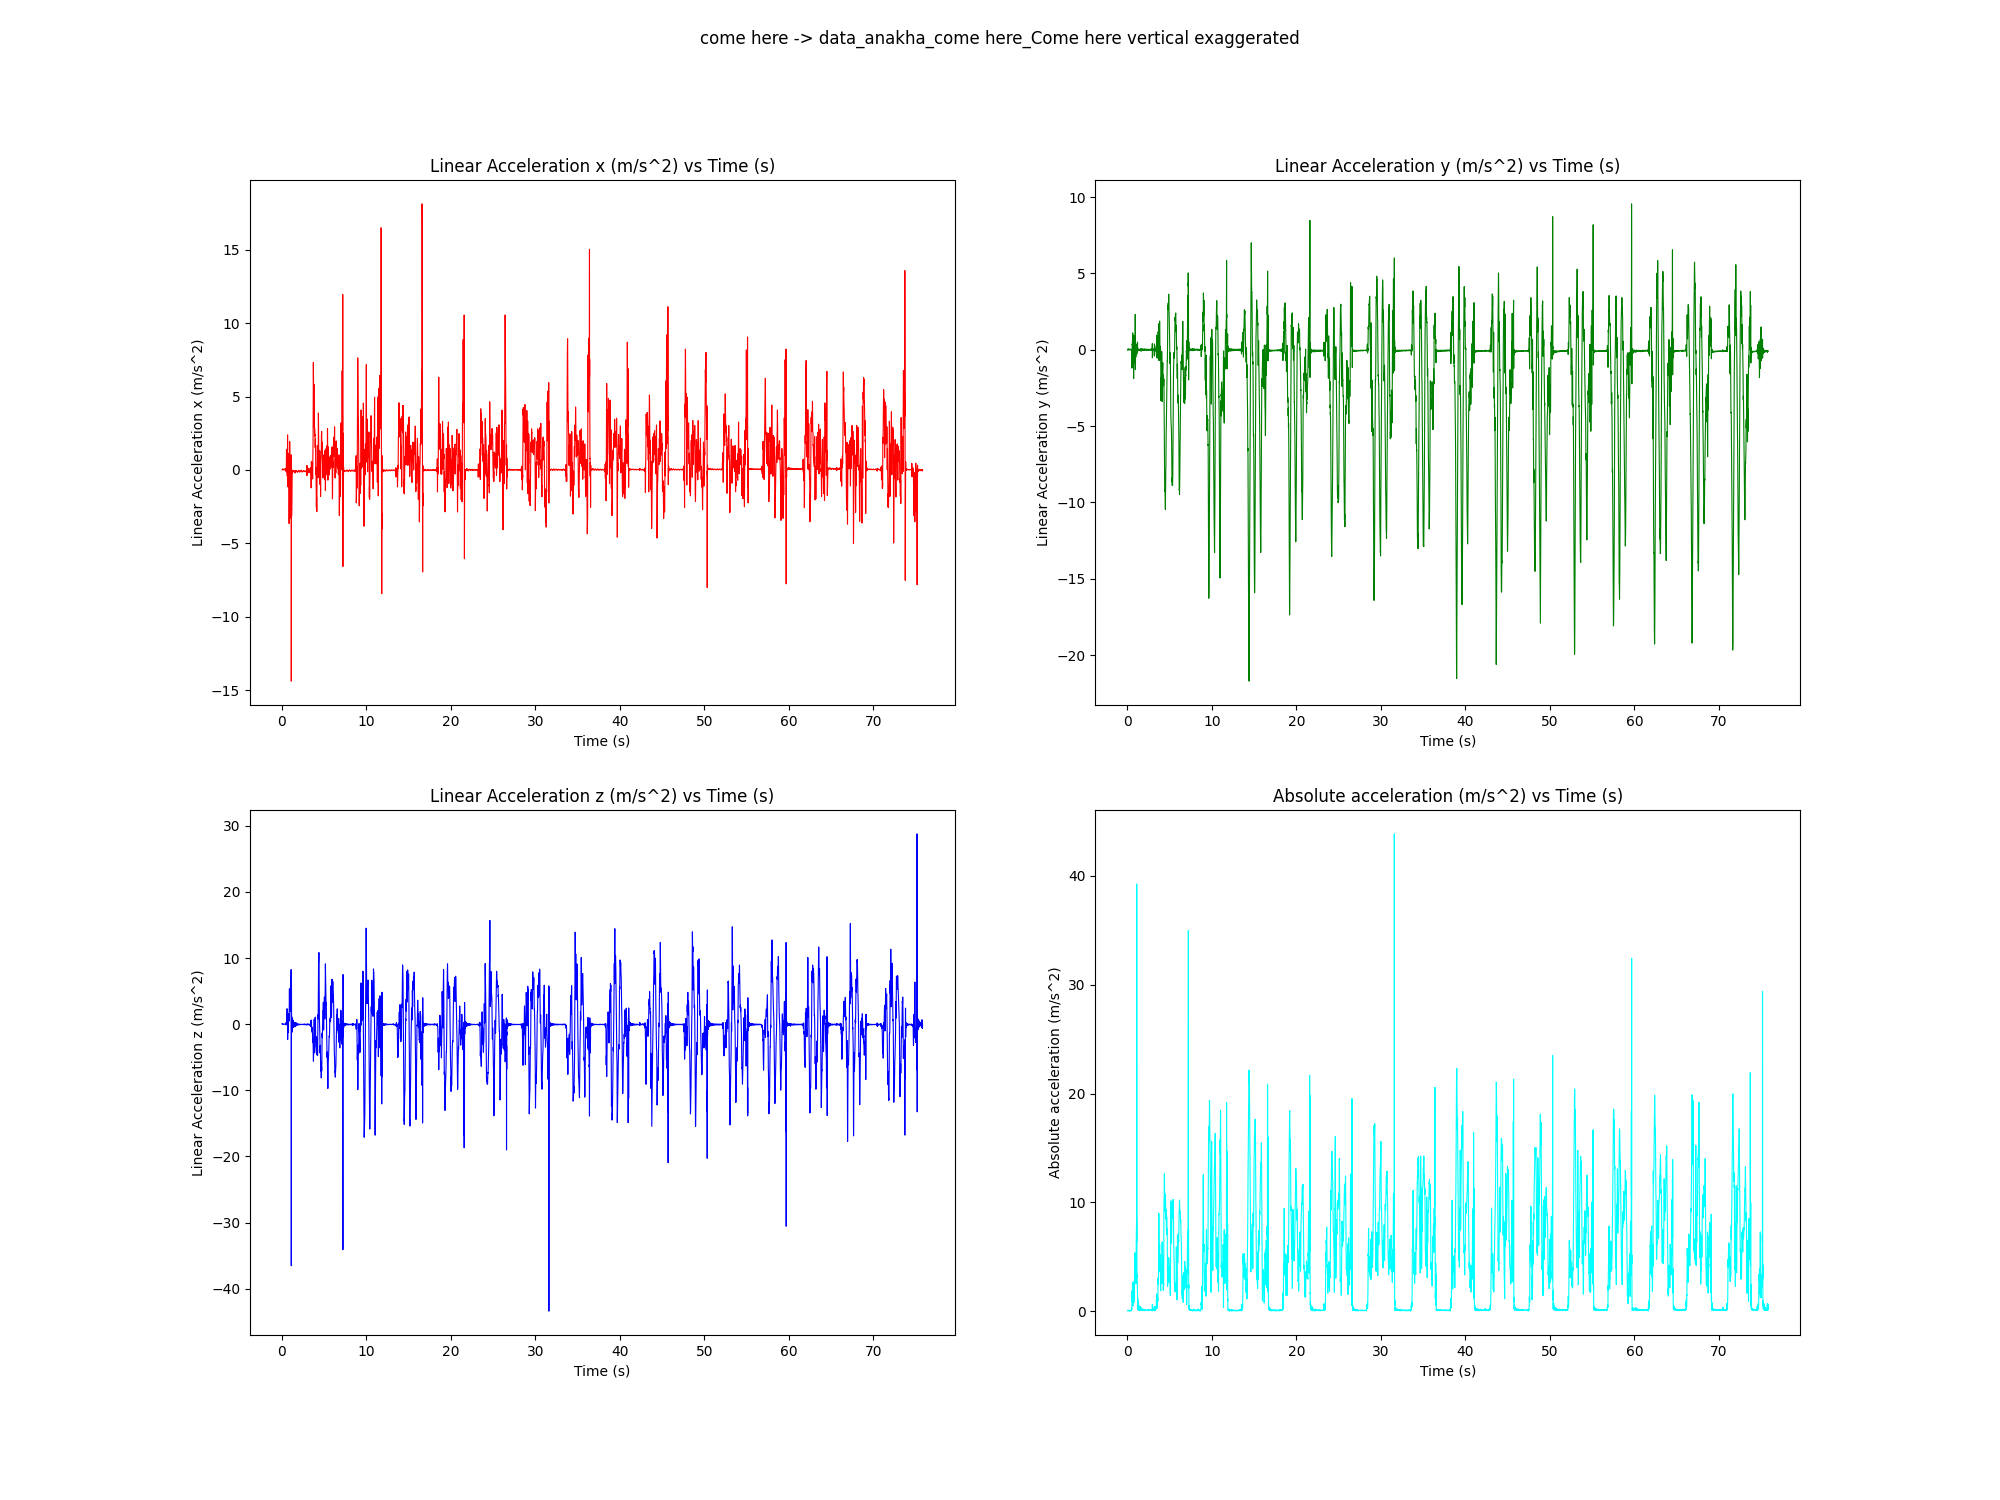 come here -> data_anakha_come here_Come here vertical exaggerated
Linear Acceleration x (m/s^2) vs Time (s)
Linear Acceleration x (m/s^2)
15
10
5
0
−5
−10
−15
0 10 20 30 40 50 60 70
Time (s)
Linear Acceleration y (m/s^2) vs Time (s)
Linear Acceleration y (m/s^2)
10
5
0
−5
−10
−15
−20
0 10 20 30 40 50 60 70
Time (s)
Linear Acceleration z (m/s^2) vs Time (s)
Linear Acceleration z (m/s^2)
30
20
10
0
−10
−20
−30
−40
0 10 20 30 40 50 60 70
Time (s)
Absolute acceleration (m/s^2) vs Time (s)
Absolute acceleration (m/s^2)
40
30
20
10
0
0 10 20 30 40 50 60 70
Time (s)